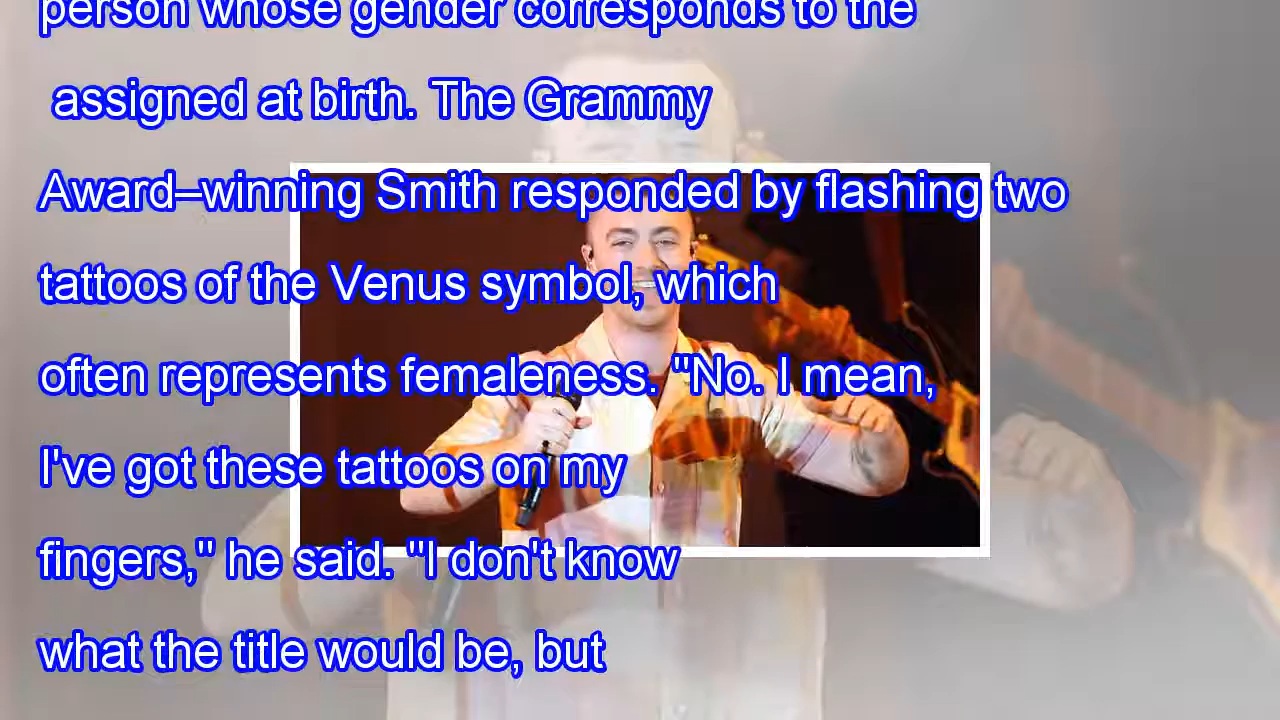 person whose gender corresponds to the
assigned at birth. The Grammy
Award–winning Smith responded by flashing two
tattoos of the Venus symbol, which
often represents femaleness. "No. I mean,
I've got these tattoos on my
fingers," he said. "I don't know
what the title would be, but